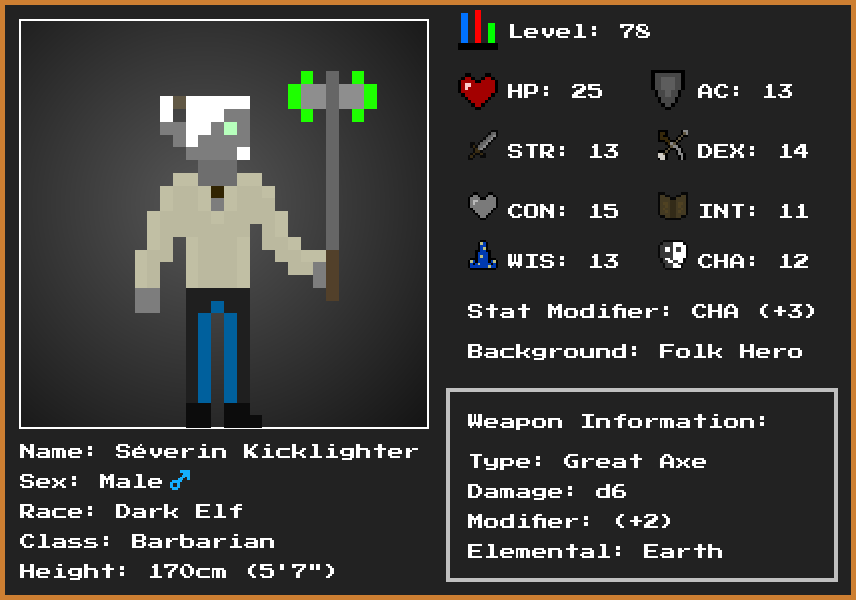 Level: 78
HP: 25 AC: 13
STR: 13 DEX: 14
CON: 15 INT: 11
WIS: 13 CHA: 12
Stat Modifier: CHA (+3)
Background: Folk Hero
Weapon Information:
Type: Great Axe
Damage: d6
Modifier: (+2)
Elemental: Earth
Name: Séverin Kicklighter
Sex: Male♂
Race: Dark Elf
Class: Barbarian
Height: 170cm (5'7")